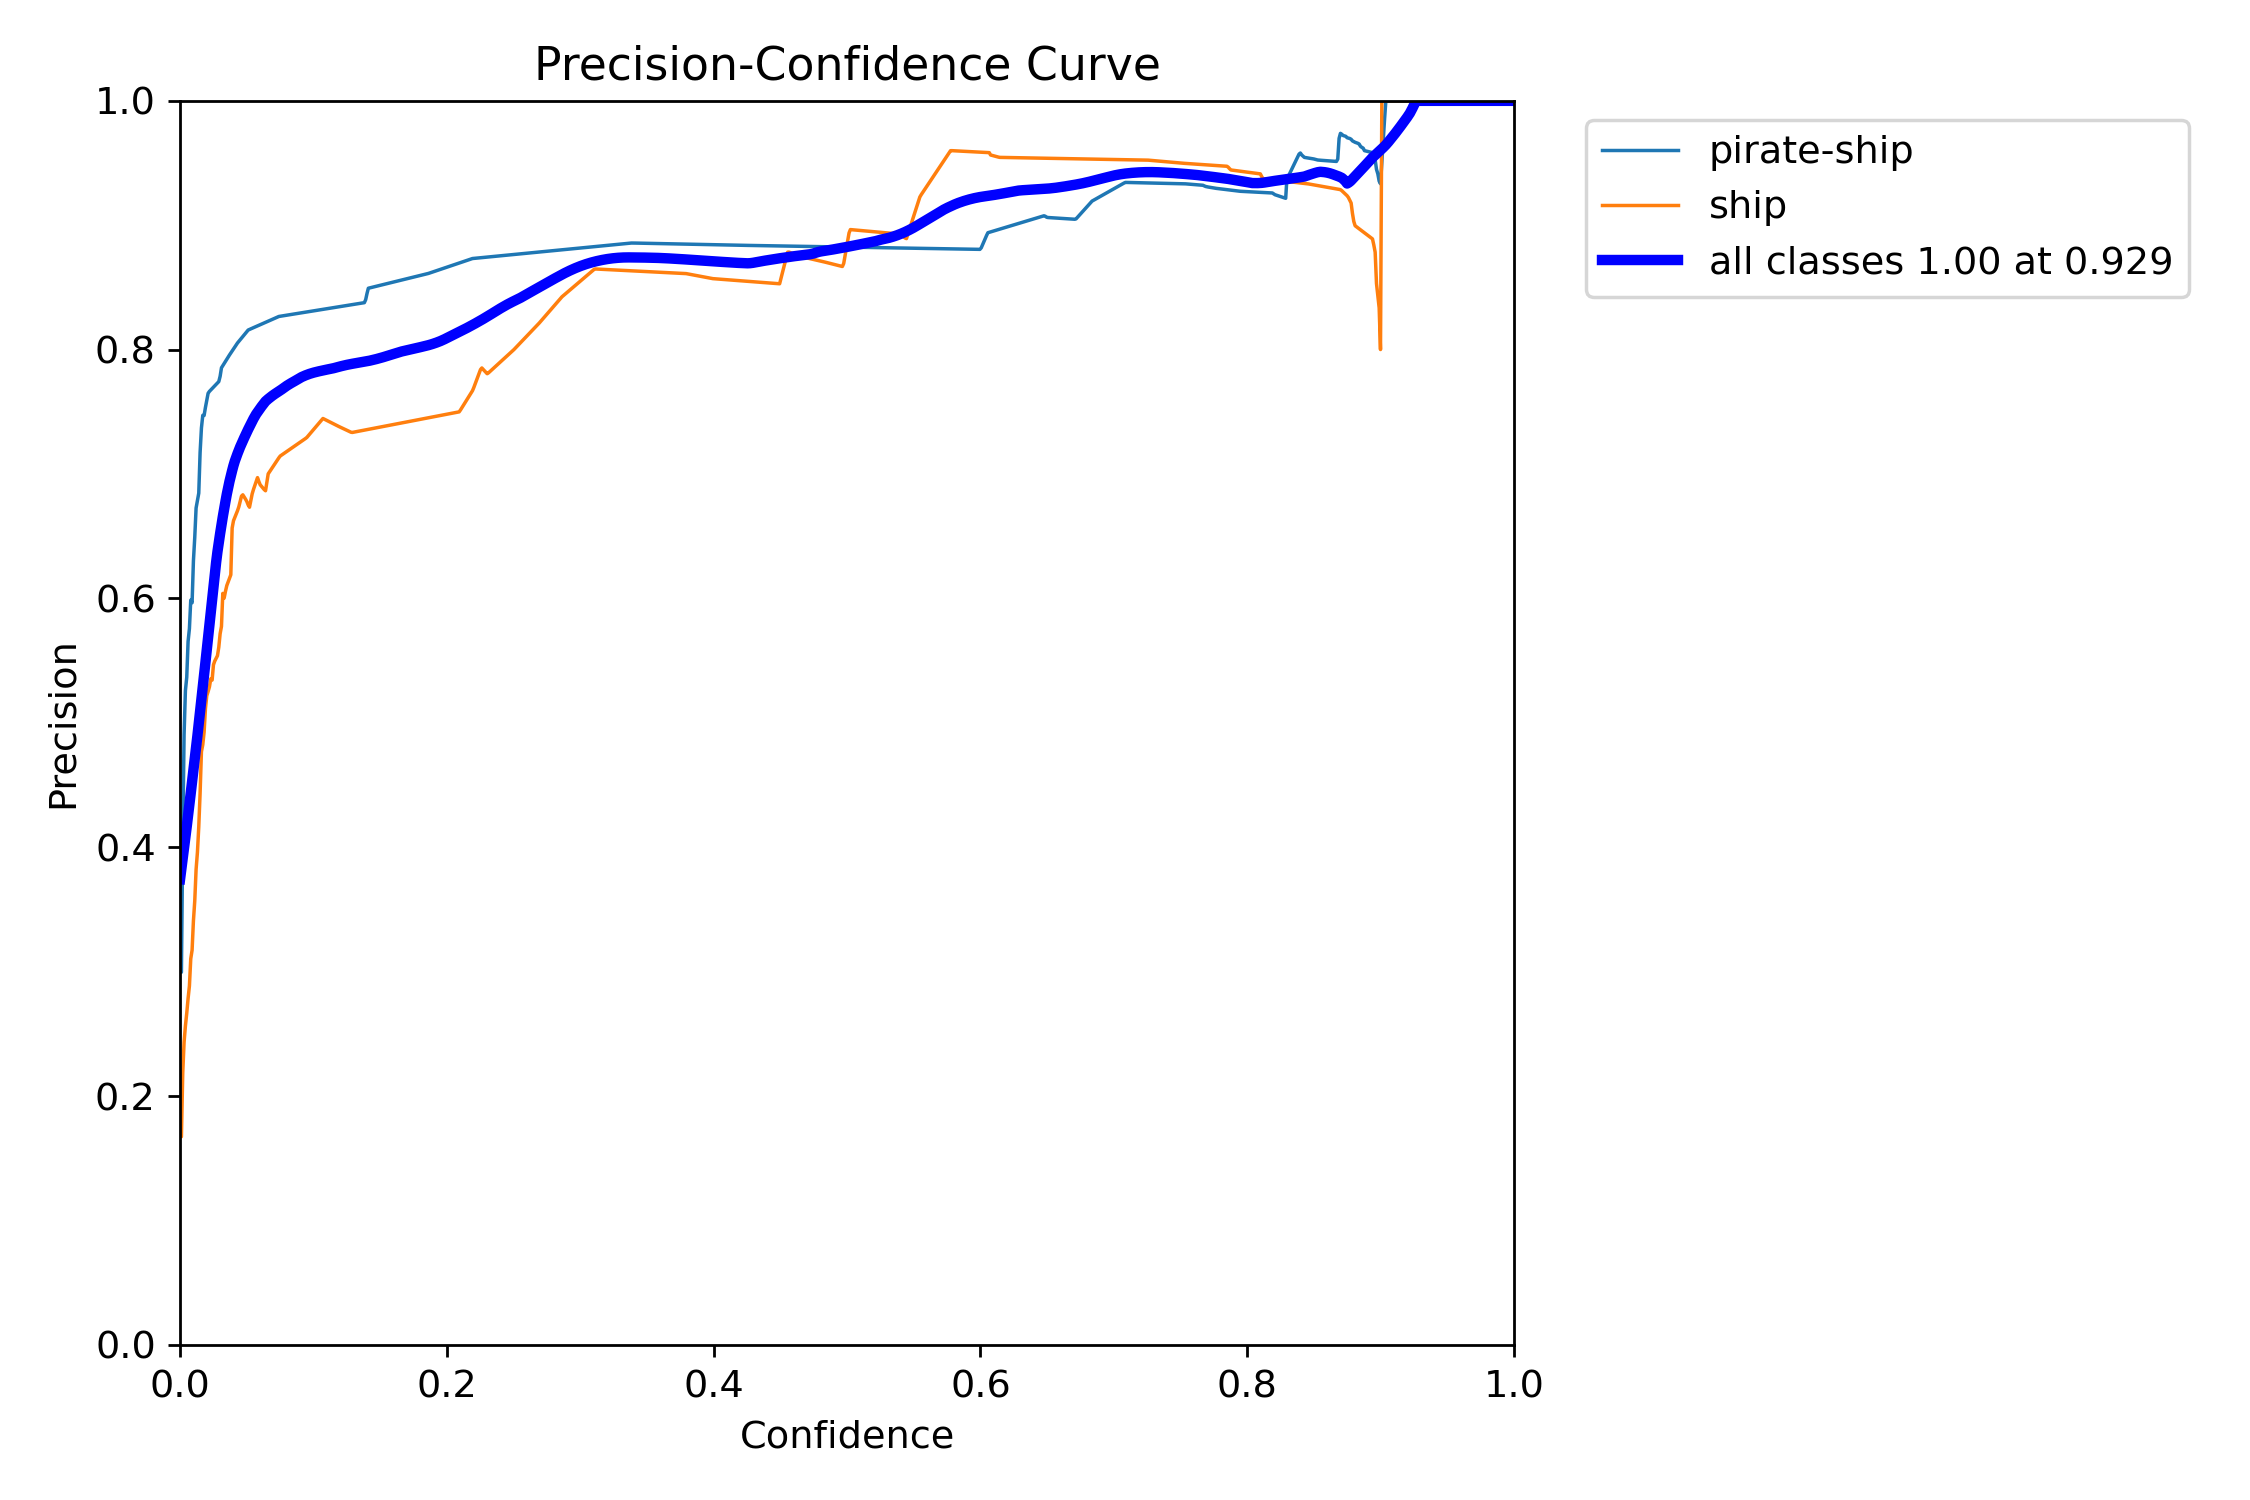 Precision-Confidence Curve
1.0
0.8
0.6
0.4
0.2
0.0
Precision
0.0 0.2 0.4 0.6 0.8 1.0
Confidence
pirate-ship
ship
all classes 1.00 at 0.929